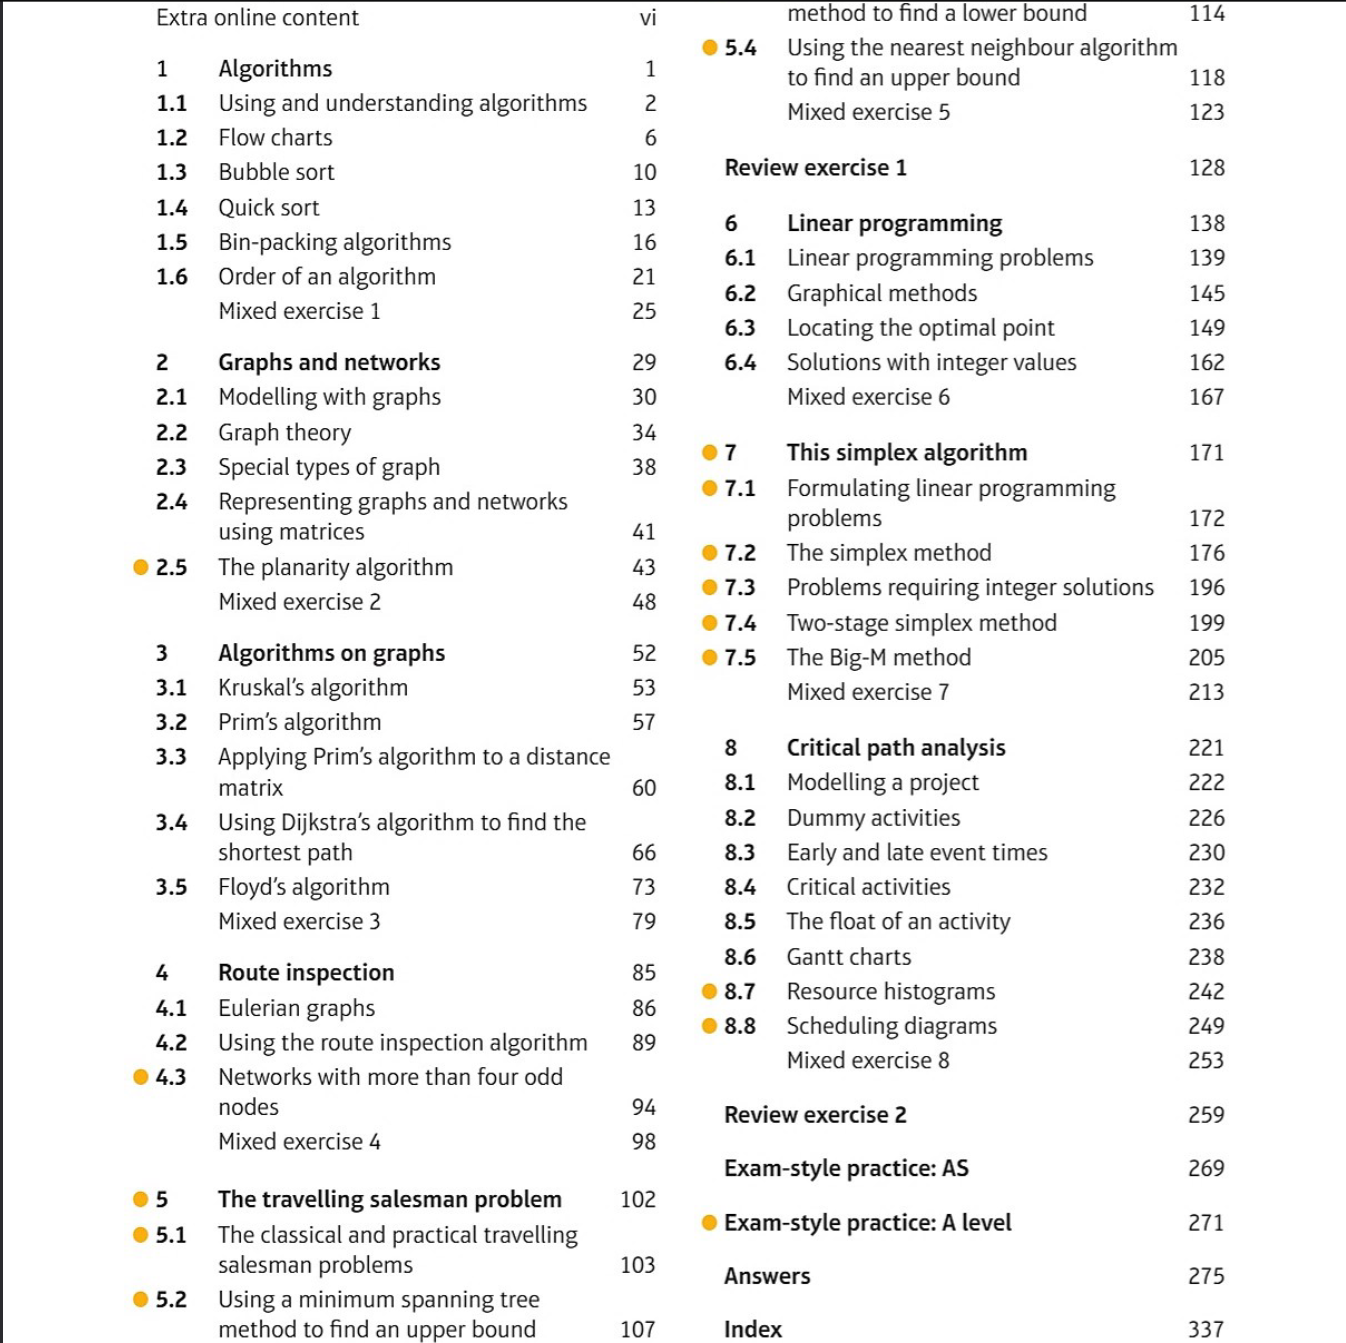 Extra online content vi
1 Algorithms 1
1.1 Using and understanding algorithms 2
1.2 Flow charts 6
1.3 Bubble sort 10
1.4 Quick sort 13
1.5 Bin-packing algorithms 16
1.6 Order of an algorithm 21
Mixed exercise 1 25
2 Graphs and networks 29
2.1 Modelling with graphs 30
2.2 Graph theory 34
2.3 Special types of graph 38
2.4 Representing graphs and networks
using matrices 41
2.5 The planarity algorithm 43
Mixed exercise 2 48
3 Algorithms on graphs 52
3.1 Kruskal's algorithm 53
3.2 Prim's algorithm 57
3.3 Applying Prim's algorithm to a distance
matrix 60
3.4 Using Dijkstra's algorithm to find the
shortest path 66
3.5 Floyd's algorithm 73
Mixed exercise 3 79
4 Route inspection 85
4.1 Eulerian graphs 86
4.2 Using the route inspection algorithm 89
4.3 Networks with more than four odd
nodes 94
Mixed exercise 4 98
5 The travelling salesman problem 102
5.1 The classical and practical travelling
salesman problems 103
5.2 Using a minimum spanning tree
method to find an upper bound 107
method to find a lower bound 114
5.4 Using the nearest neighbour algorithm
to find an upper bound 118
Mixed exercise 5 123
Review exercise 1 128
6 Linear programming 138
6.1 Linear programming problems 139
6.2 Graphical methods 145
6.3 Locating the optimal point 149
6.4 Solutions with integer values 162
Mixed exercise 6 167
7 This simplex algorithm 171
7.1 Formulating linear programming
problems 172
7.2 The simplex method 176
7.3 Problems requiring integer solutions 196
7.4 Two-stage simplex method 199
7.5 The Big-M method 205
Mixed exercise 7 213
8 Critical path analysis 221
8.1 Modelling a project 222
8.2 Dummy activities 226
8.3 Early and late event times 230
8.4 Critical activities 232
8.5 The float of an activity 236
8.6 Gantt charts 238
8.7 Resource histograms 242
8.8 Scheduling diagrams 249
Mixed exercise 8 253
Review exercise 2 259
Exam-style practice: AS 269
Exam-style practice: A level 271
Answers 275
Index 337